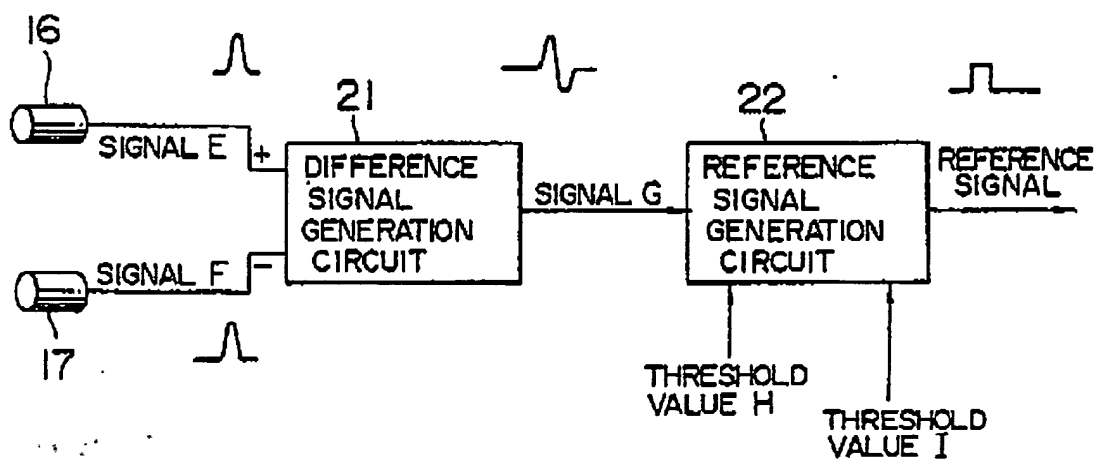 16
SIGNAL E
+
21
DIFFERENCE
SIGNAL
GENERATION
CIRCUIT
SIGNAL G
22
REFERENCE
SIGNAL
GENERATION
CIRCUIT
REFERENCE
SIGNAL
SIGNAL F
−
17
THRESHOLD
VALUE H
THRESHOLD
VALUE I